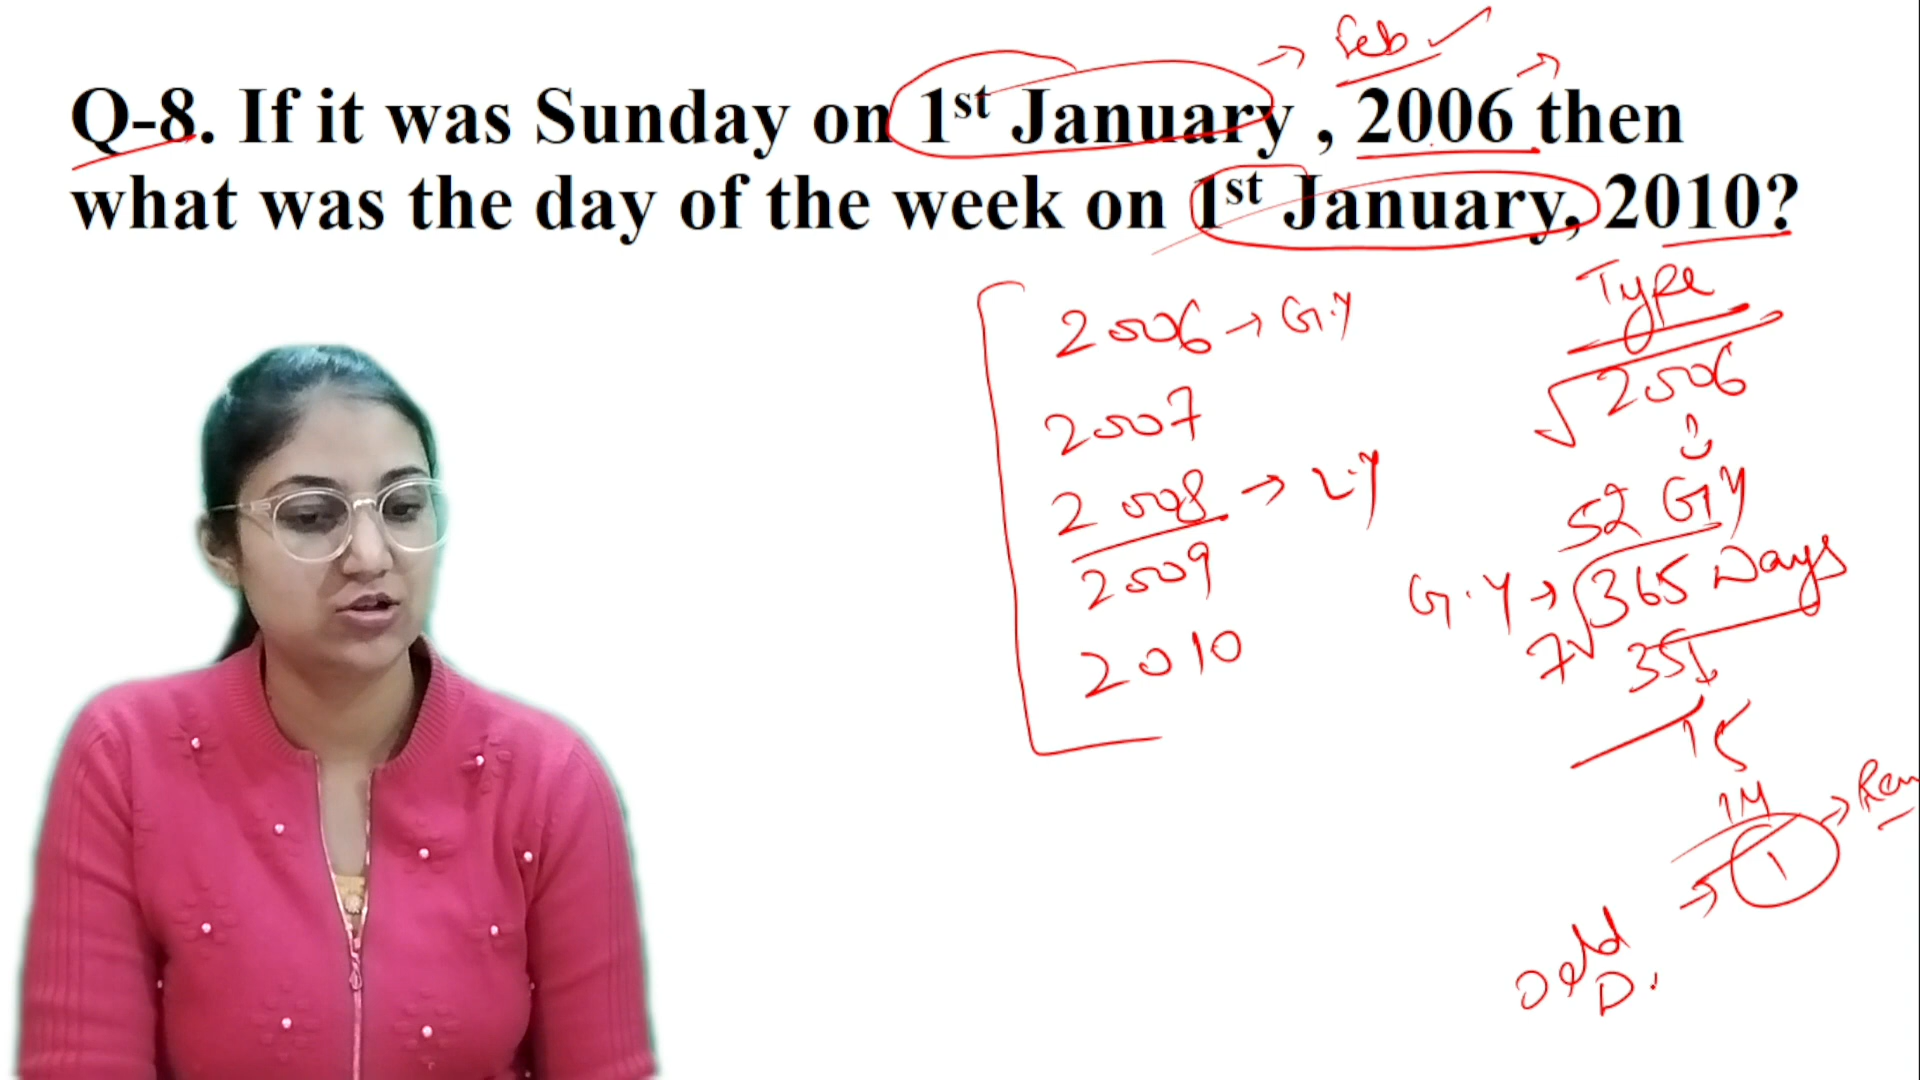 Q-8. If it was Sunday on 1st January , 2006 then
what was the day of the week on 1st January, 2010?
Feb
2006 → G.Y
2007
2008 → L.Y
2009
2010
Type
2006
52 G.Y
G.Y → 7 365 Days
35
15
14
1 → Rem
odd
D.